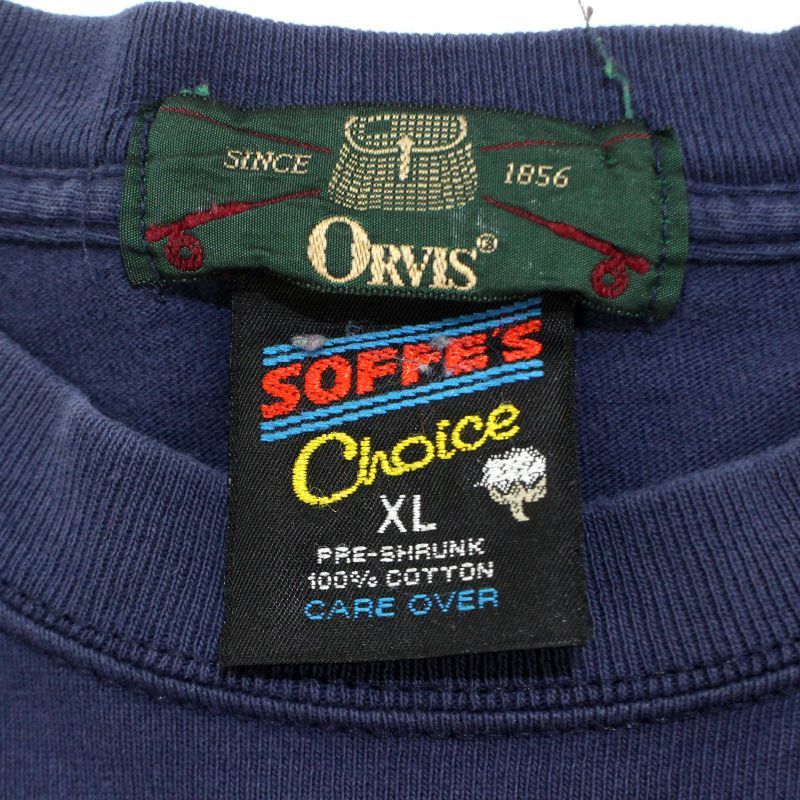 SINCE 1856
ORVIS®
SOFFE'S
Choice
XL
PRE-SHRUNK
100% COTTON
CARE OVER